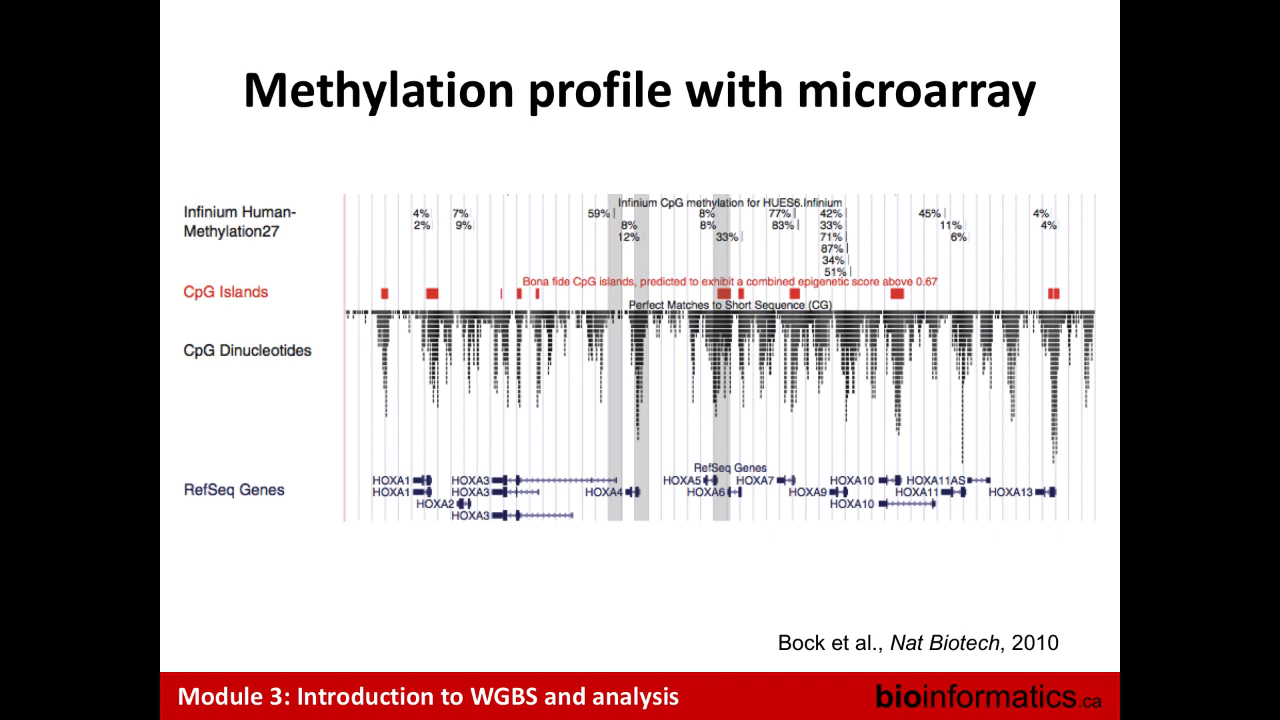 Methylation profile with microarray
Infinium CpG methylation for HUES6.Infinium
Infinium Human-
Methylation27
4% 7% 59% 8% 77% 42% 45% 4%
2% 9% 8% 8% 83% 33% 11% 4%
12% 33% 71% 6%
87%
34%
51%
Bona fide CpG islands, predicted to exhibit a combined epigenetic score above 0.67
CpG Islands
Perfect Matches to Short Sequence (CG)
CpG Dinucleotides
RefSeq Genes
RefSeq Genes
HOXA1 HOXA3 HOXA5 HOXA7 HOXA10 HOXA11AS
HOXA1 HOXA3 HOXA4 HOXA6 HOXA9 HOXA11 HOXA13
HOXA2 HOXA10
HOXA3
Bock et al., Nat Biotech, 2010
Module 3: Introduction to WGBS and analysis
bioinformatics.ca